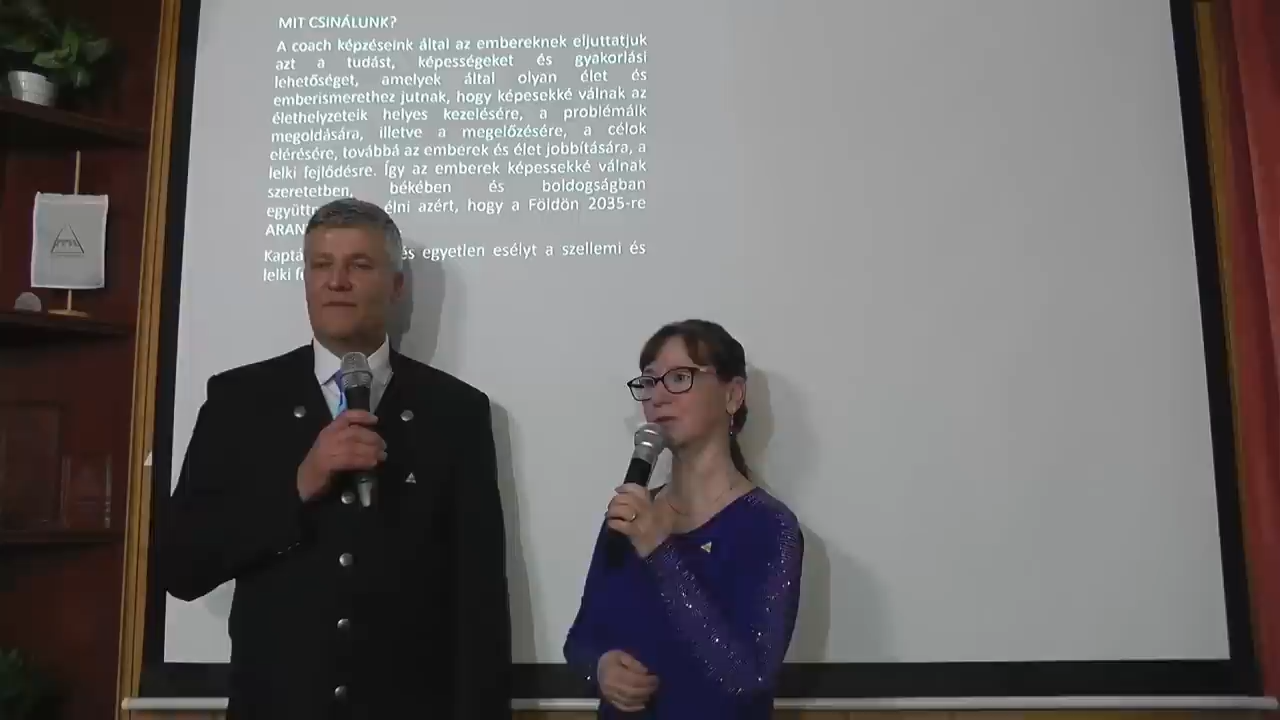 MIT CSINÁLUNK?
A coach képzéseink által az embereknek eljuttatjuk
azt a tudást, képességeket és gyakorlási
lehetőséget, amelyek által olyan élet és
emberismerethez jutnak, hogy képesekké válnak az
élethelyzeteik helyes kezelésére, a problémáik
megoldására, illetve a megelőzésére, a célok
elérésére, továbbá az emberek és élet jobbítására, a
lelki fejlődésre. Így az emberek képessekké válnak
szeretetben, békében és boldogságban
élni azért, hogy a Földön 2035-re
és egyetlen esélyt a szellemi és
lelki